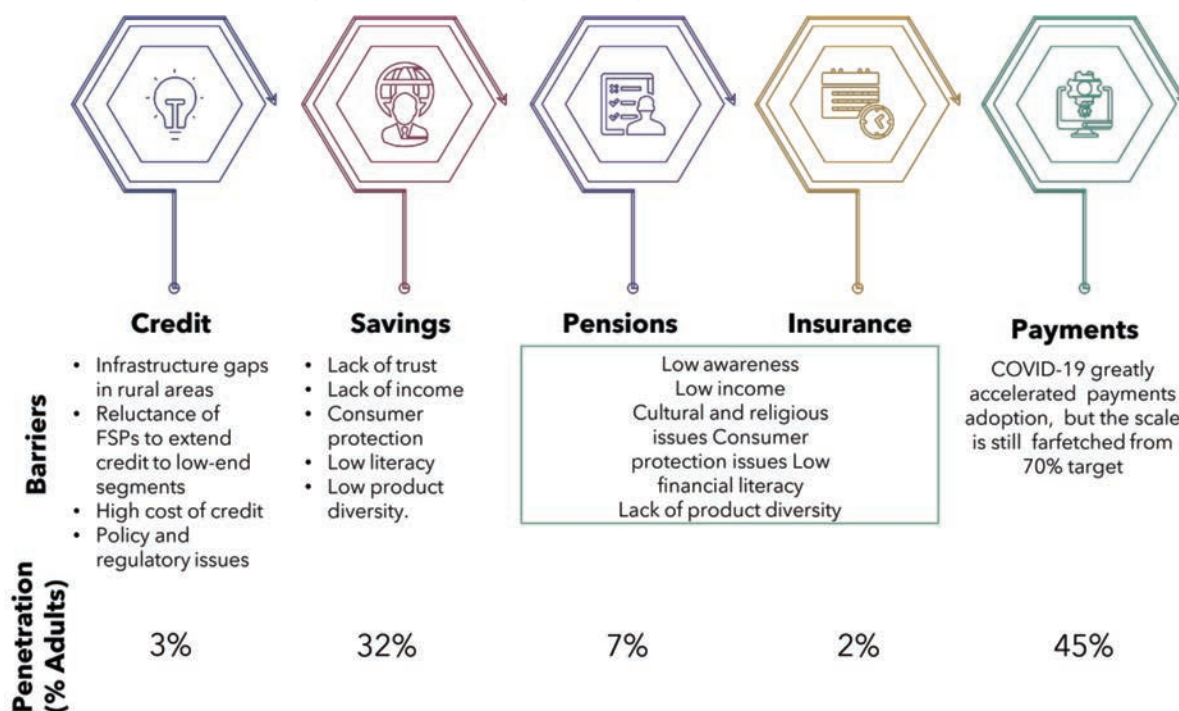 Credit
Savings
Pensions
Insurance
Payments
Barriers
• Infrastructure gaps
in rural areas
• Reluctance of
FSPs to extend
credit to low-end
segments
• High cost of credit
• Policy and
regulatory issues
• Lack of trust
• Lack of income
• Consumer
protection
• Low literacy
• Low product
diversity.
Low awareness
Low income
Cultural and religious
issues Consumer
protection issues Low
financial literacy
Lack of product diversity
COVID-19 greatly
accelerated payments
adoption, but the scale
is still farfetched from
70% target
Penetration
(% Adults)
3%
32%
7%
2%
45%